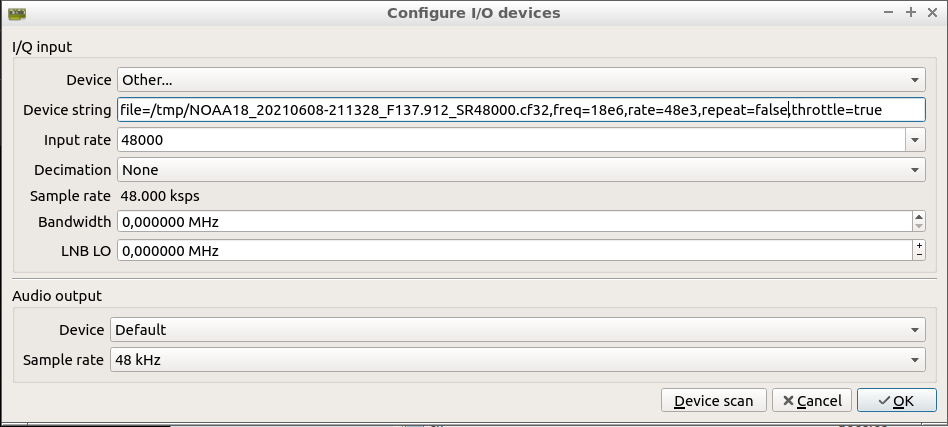 Configure I/O devices
I/Q input
Device Other...
Device string file=/tmp/NOAA18_20210608-211328_F137.912_SR48000.cf32,freq=18e6,rate=48e3,repeat=false,throttle=true
Input rate 48000
Decimation None
Sample rate 48.000 ksps
Bandwidth 0,000000 MHz
LNB LO 0,000000 MHz
Audio output
Device Default
Sample rate 48 kHz
Device scan Cancel OK